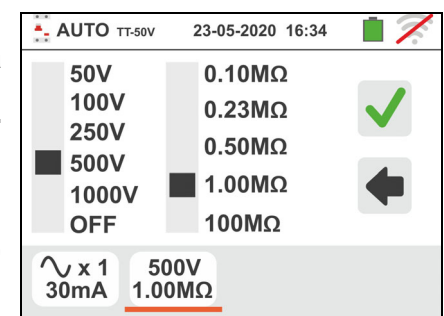 AUTO TT-50V 23-05-2020 16:34
50V 0.10MΩ
100V 0.23MΩ
250V 0.50MΩ
500V 1.00MΩ
1000V 100MΩ
OFF
∿ x 1 500V
30mA 1.00MΩ